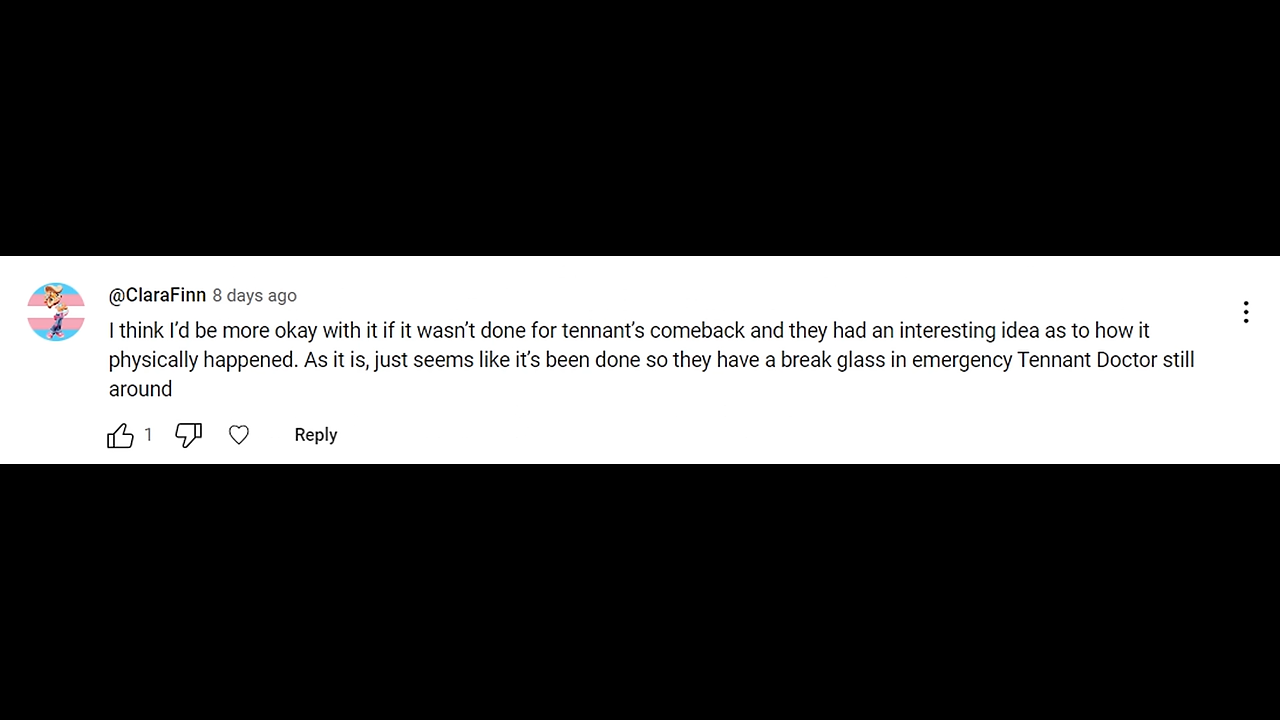 @ClaraFinn 8 days ago
I think I’d be more okay with it if it wasn’t done for tennant’s comeback and they had an interesting idea as to how it
physically happened. As it is, just seems like it’s been done so they have a break glass in emergency Tennant Doctor still
around
1 Reply